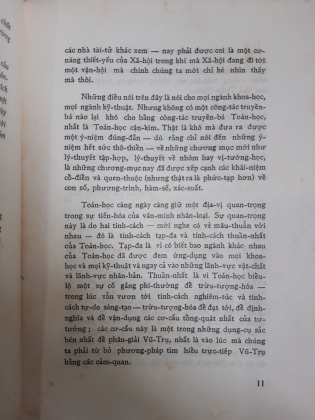 các nhà tài-tử khác xem — nay phải được coi là một cơ-
năng thiết-yếu của Xã-hội trong khi mà Xã-hội đang đi tới
một vận-hội mà chính chúng ta mới chỉ hé nhìn thấy
mà thôi.
Những điều nói trên đây là nói cho mọi ngành khoa-học,
mọi ngành kỹ-thuật. Nhưng không có một công-tác truyền-
bá nào lại khó cho bằng công-tác truyền-bá Toán-học,
nhất là Toán-học cận-kim. Thật là khó mà đưa ra được
một ý-niệm đúng-đắn — dù rằng chỉ nói đến những ý-
niệm hết sức thô-thiển — về những chương mục mới như
lý-thuyết tập-hợp, lý-thuyết về nhóm hay vị-tướng-học,
là những chương-mục nay đã được xếp cạnh các khái-niệm
cổ-điển và quen-thuộc (nhưng thật ra là phức-tạp hơn) về
con số, phương-trình, hàm-số, xác-suất.
Toán-học càng ngày càng giữ một địa-vị quan-trọng
trong sự tiến-hóa của văn-minh nhân-loại. Sự quan-trọng
này là do hai tính-cách — mới nghe có vẻ mâu-thuẫn với
nhau — đó là tính-cách tạp-đa và tính-cách thuần-nhất
của Toán-học. Tạp-đa là vì có biết bao ngành khác nhau
của Toán-học đã được đem ứng-dụng vào mọi khoa-
học và mọi kỹ-thuật và ngay cả vào những lãnh-vực vật-chất
và lãnh-vực nhân-bản. Thuần-nhất là vì Toán-học biểu-
lộ một sự cố gắng phi-thường để trừu-tượng-hóa —
trong lúc vẫn vươn tới tính-cách nghiêm-túc và tính-
cách tự-do sáng-tạo — trừu-tượng-hóa để đạt tới, để định-
nghĩa và để vận-dụng các cơ-cấu tổng-quát nhất của tư-
tưởng ; các cơ-cấu này là một trong những dụng-cụ sắc
bén nhất để phân-giải Vũ-Trụ, nhất là vào lúc mà chúng
ta phải từ bỏ phương-pháp tìm hiểu trực-tiếp Vũ-Trụ
bằng các cảm-quan.
11